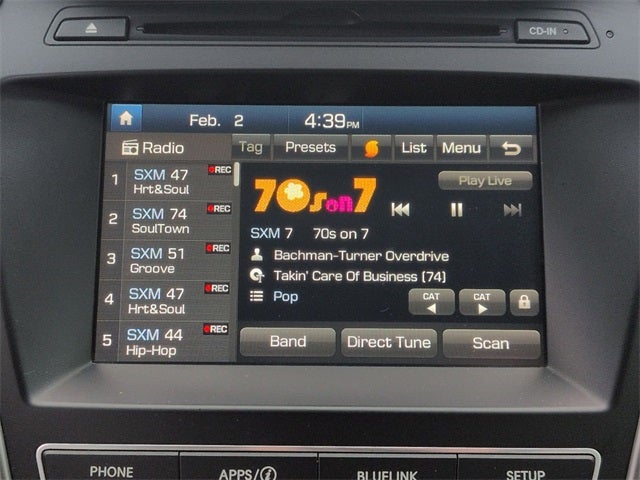 CD-IN
Feb. 2 4:39PM
Radio Tag Presets List Menu
1 SXM 47 REC
Hrt&Soul
2 SXM 74 REC
SoulTown
3 SXM 51 REC
Groove
4 SXM 47 REC
Hrt&Soul
5 SXM 44 REC
Hip-Hop
Play Live
70s on 7
SXM 7 70s on 7
Bachman-Turner Overdrive
Takin' Care Of Business (74)
Pop
CAT CAT
Band Direct Tune Scan
PHONE APPS/i BLUELINK SETUP